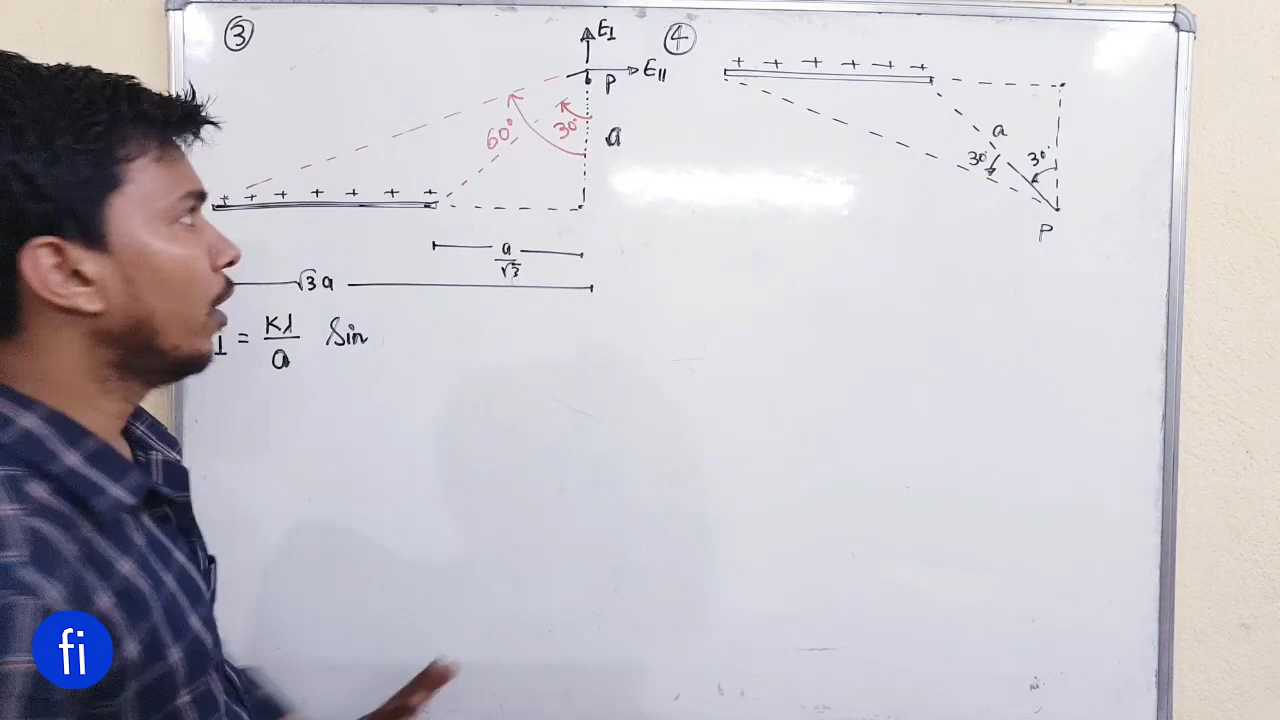 ③
E⊥
E||
P
60°
30°
a
+ + + + + + +
a/√3
√3 a
⊥ = Kλ/a Sin
④
+ + + + + +
a
30°
30°
P
fi